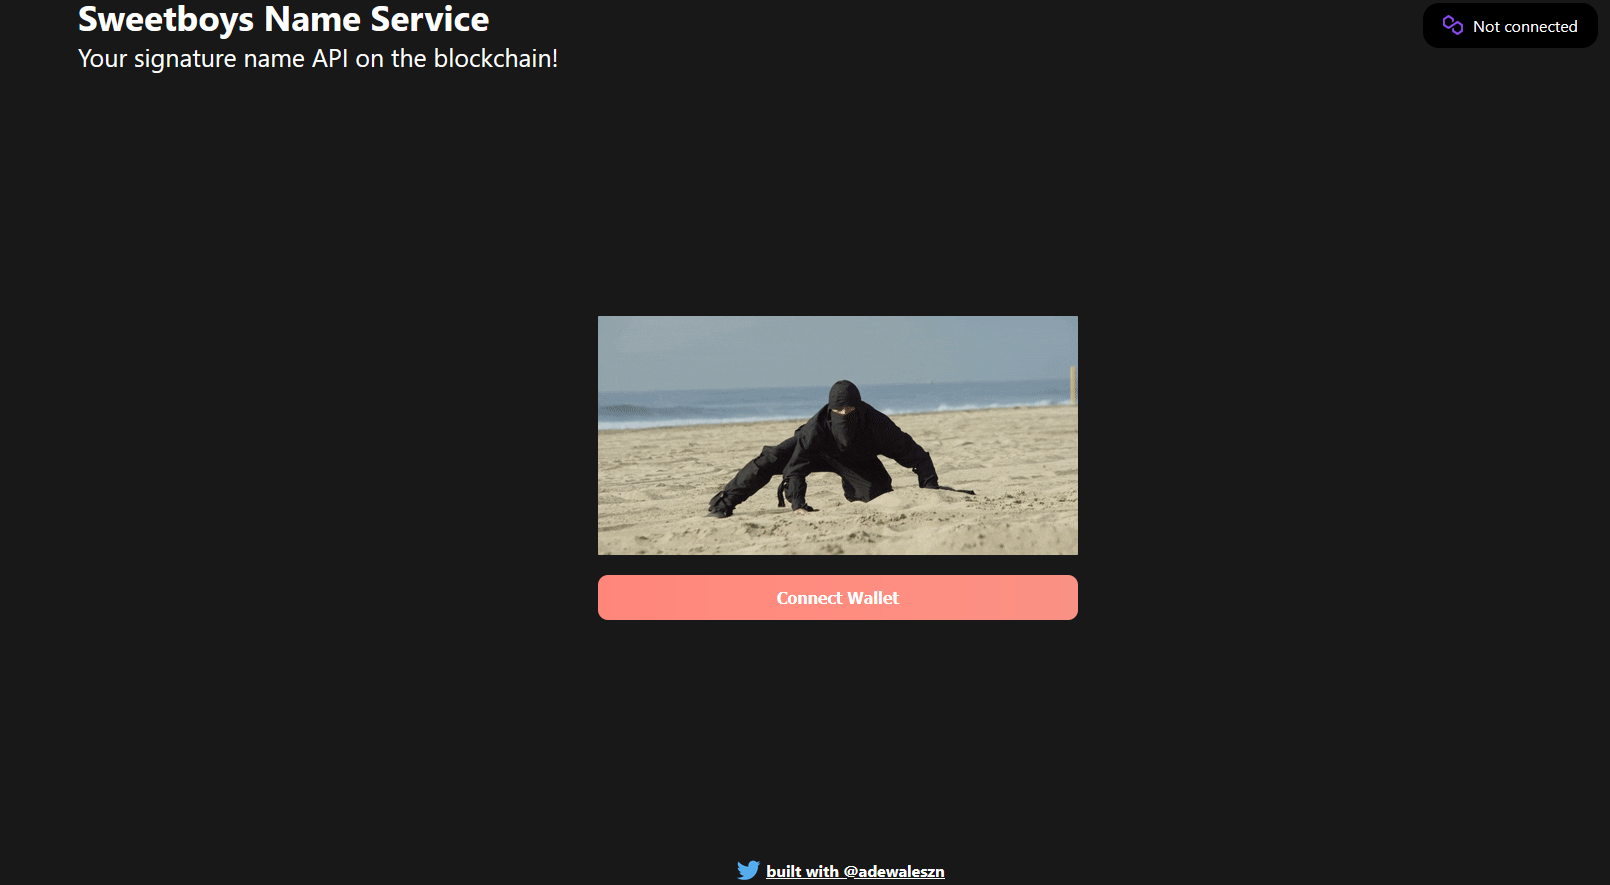 Sweetboys Name Service
Your signature name API on the blockchain!
Not connected
Connect Wallet
built with @adewaleszn